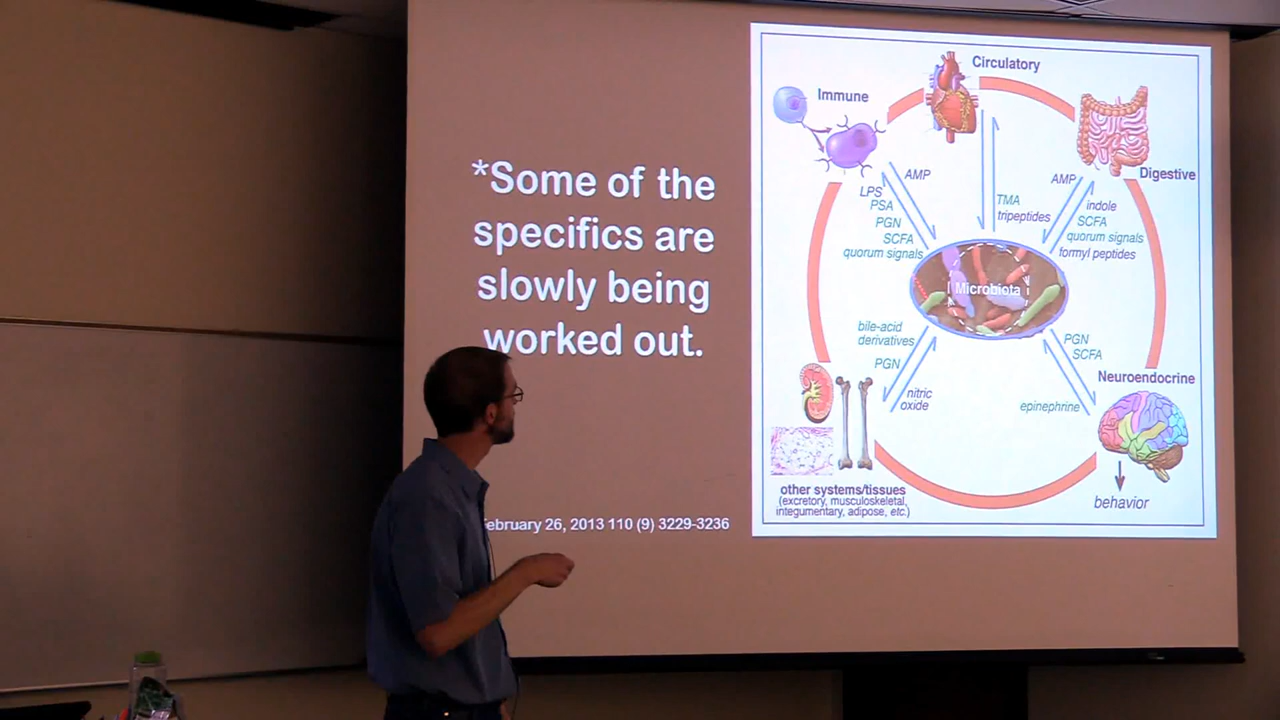 *Some of the
specifics are
slowly being
worked out.
ebruary 26, 2013 110 (9) 3229-3236
Circulatory
Immune
Digestive
AMP
LPS
PSA
PGN
SCFA
quorum signals
TMA
tripeptides
AMP
indole
SCFA
quorum signals
formyl peptides
Microbiota
bile-acid
derivatives
PGN
nitric
oxide
PGN
SCFA
epinephrine
Neuroendocrine
behavior
other systems/tissues
(excretory, musculoskeletal,
integumentary, adipose, etc.)